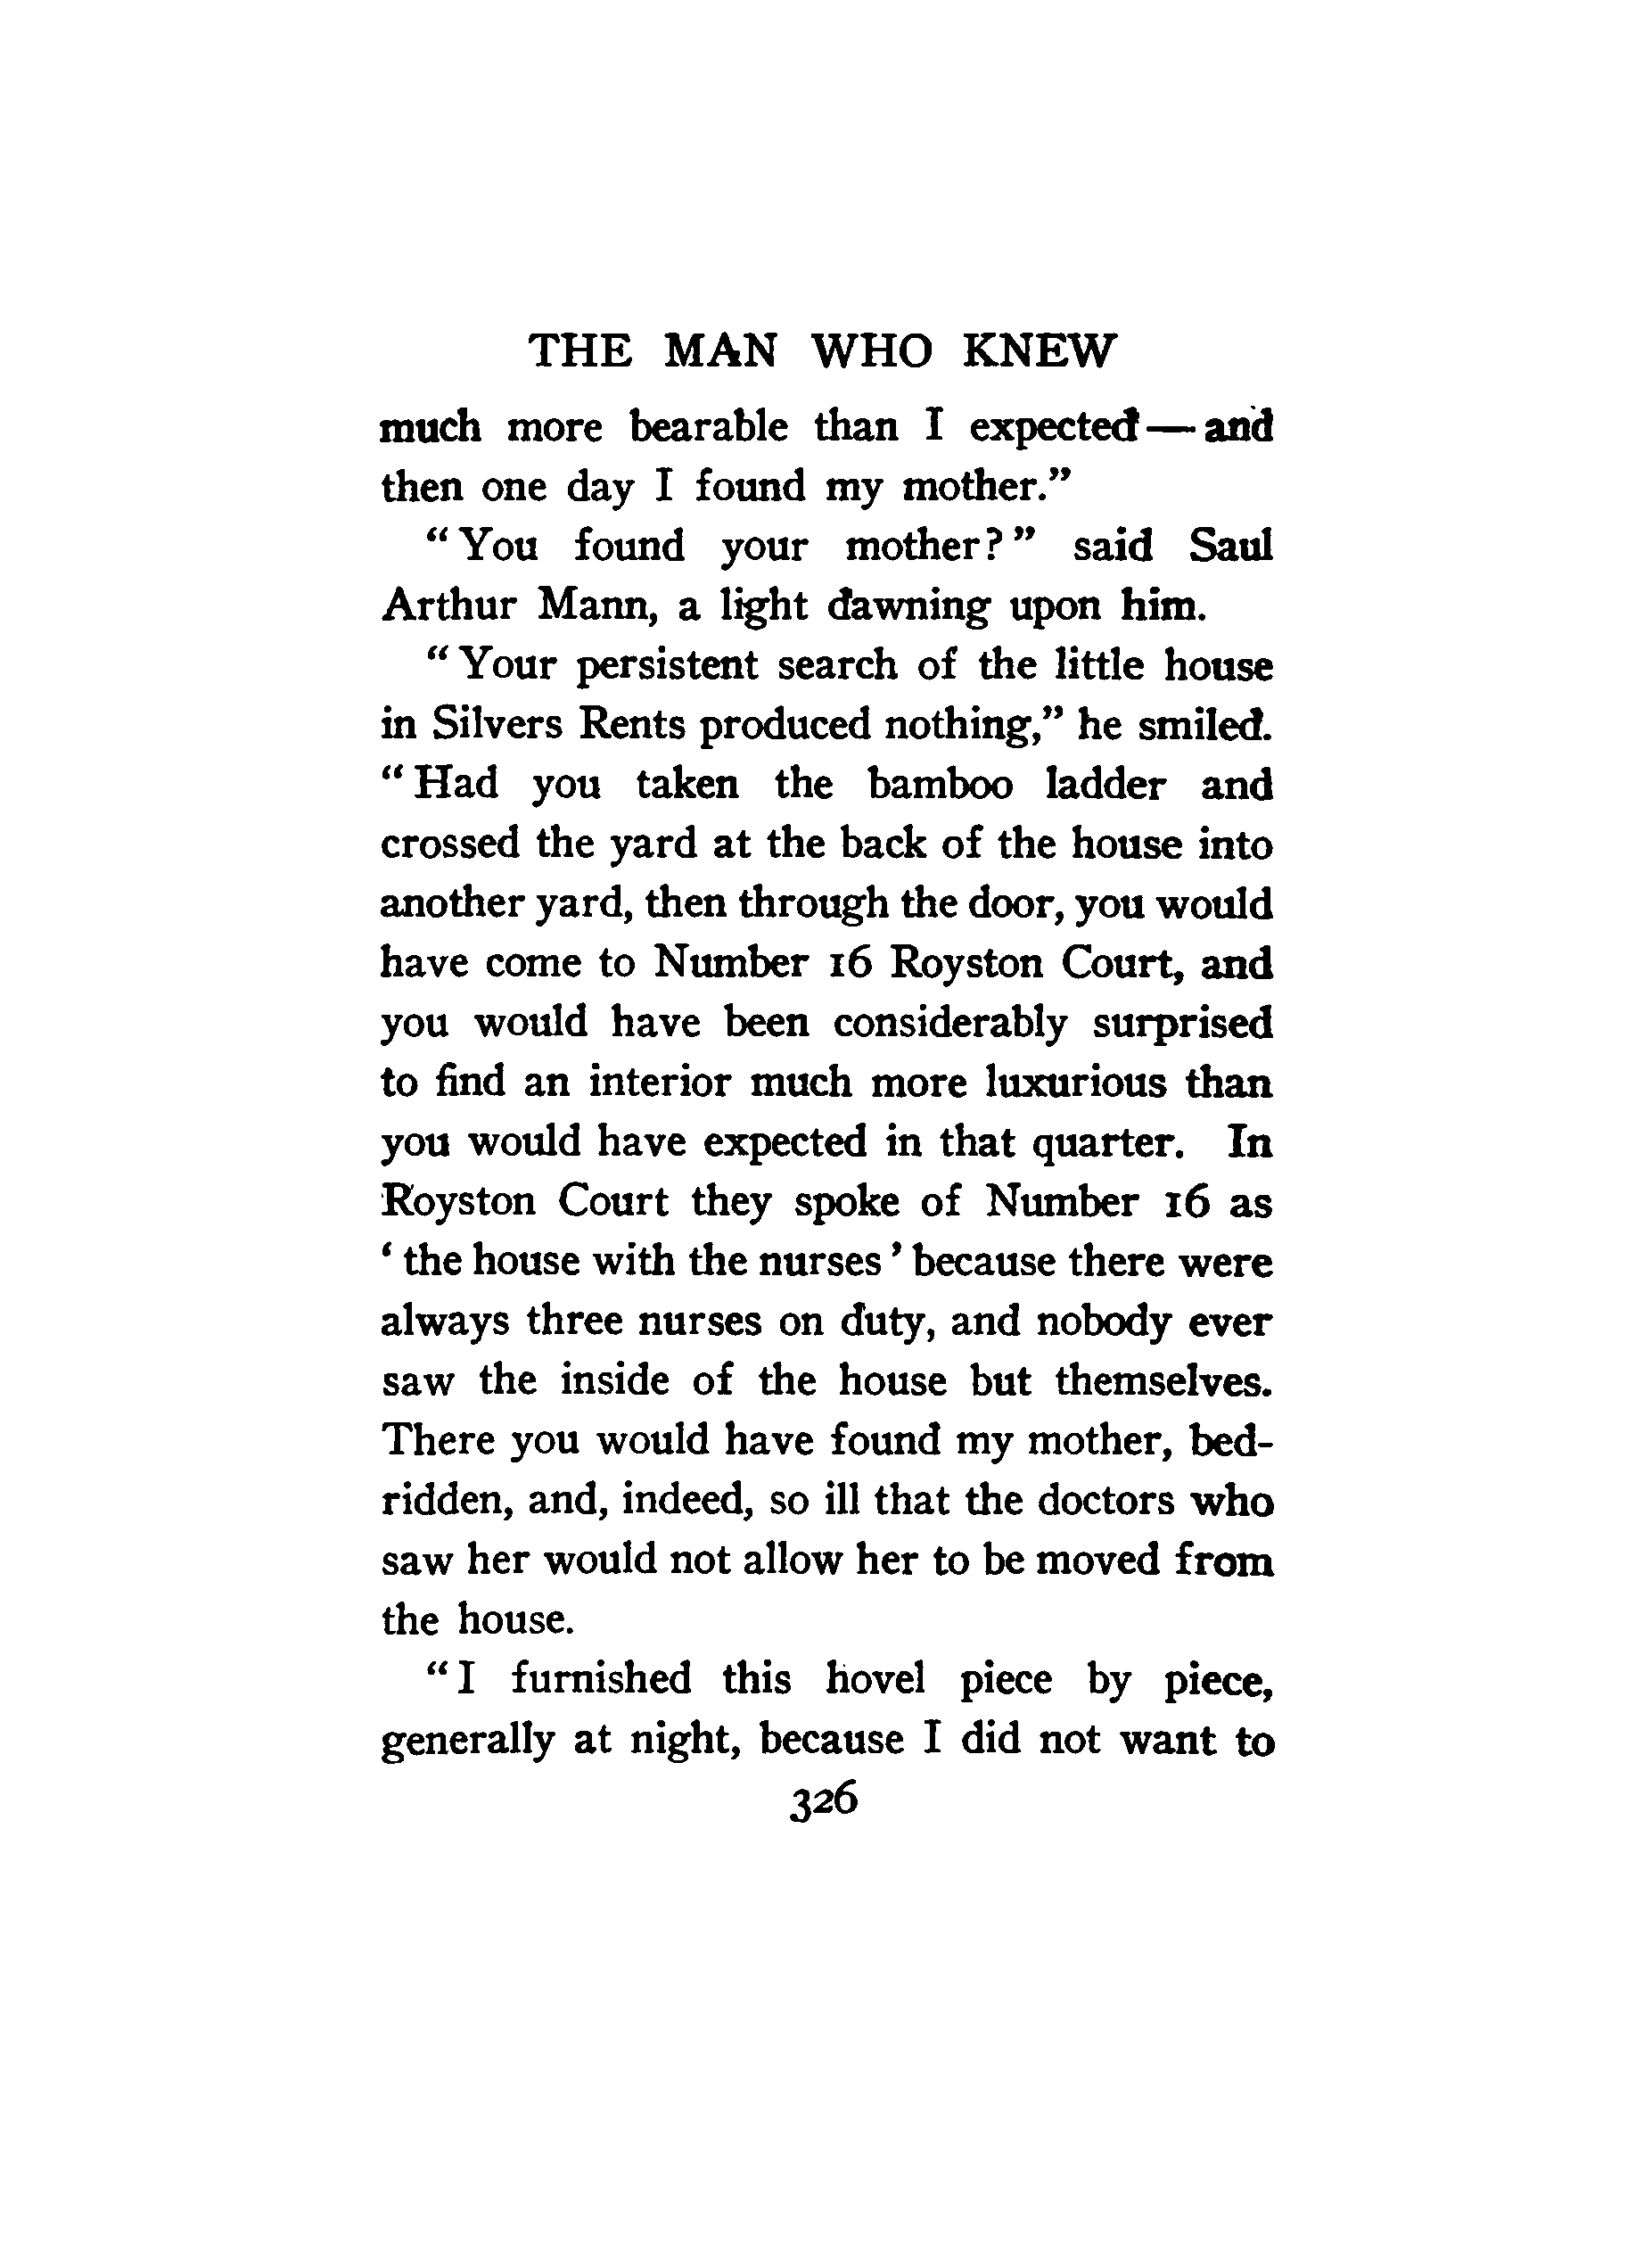 THE MAN WHO KNEW
much more bearable than I expected — and
then one day I found my mother."
"You found your mother?" said Saul
Arthur Mann, a light dawning upon him.
"Your persistent search of the little house
in Silvers Rents produced nothing," he smiled.
"Had you taken the bamboo ladder and
crossed the yard at the back of the house into
another yard, then through the door, you would
have come to Number 16 Royston Court, and
you would have been considerably surprised
to find an interior much more luxurious than
you would have expected in that quarter. In
Royston Court they spoke of Number 16 as
'the house with the nurses' because there were
always three nurses on duty, and nobody ever
saw the inside of the house but themselves.
There you would have found my mother, bed-
ridden, and, indeed, so ill that the doctors who
saw her would not allow her to be moved from
the house.
"I furnished this hovel piece by piece,
generally at night, because I did not want to
326